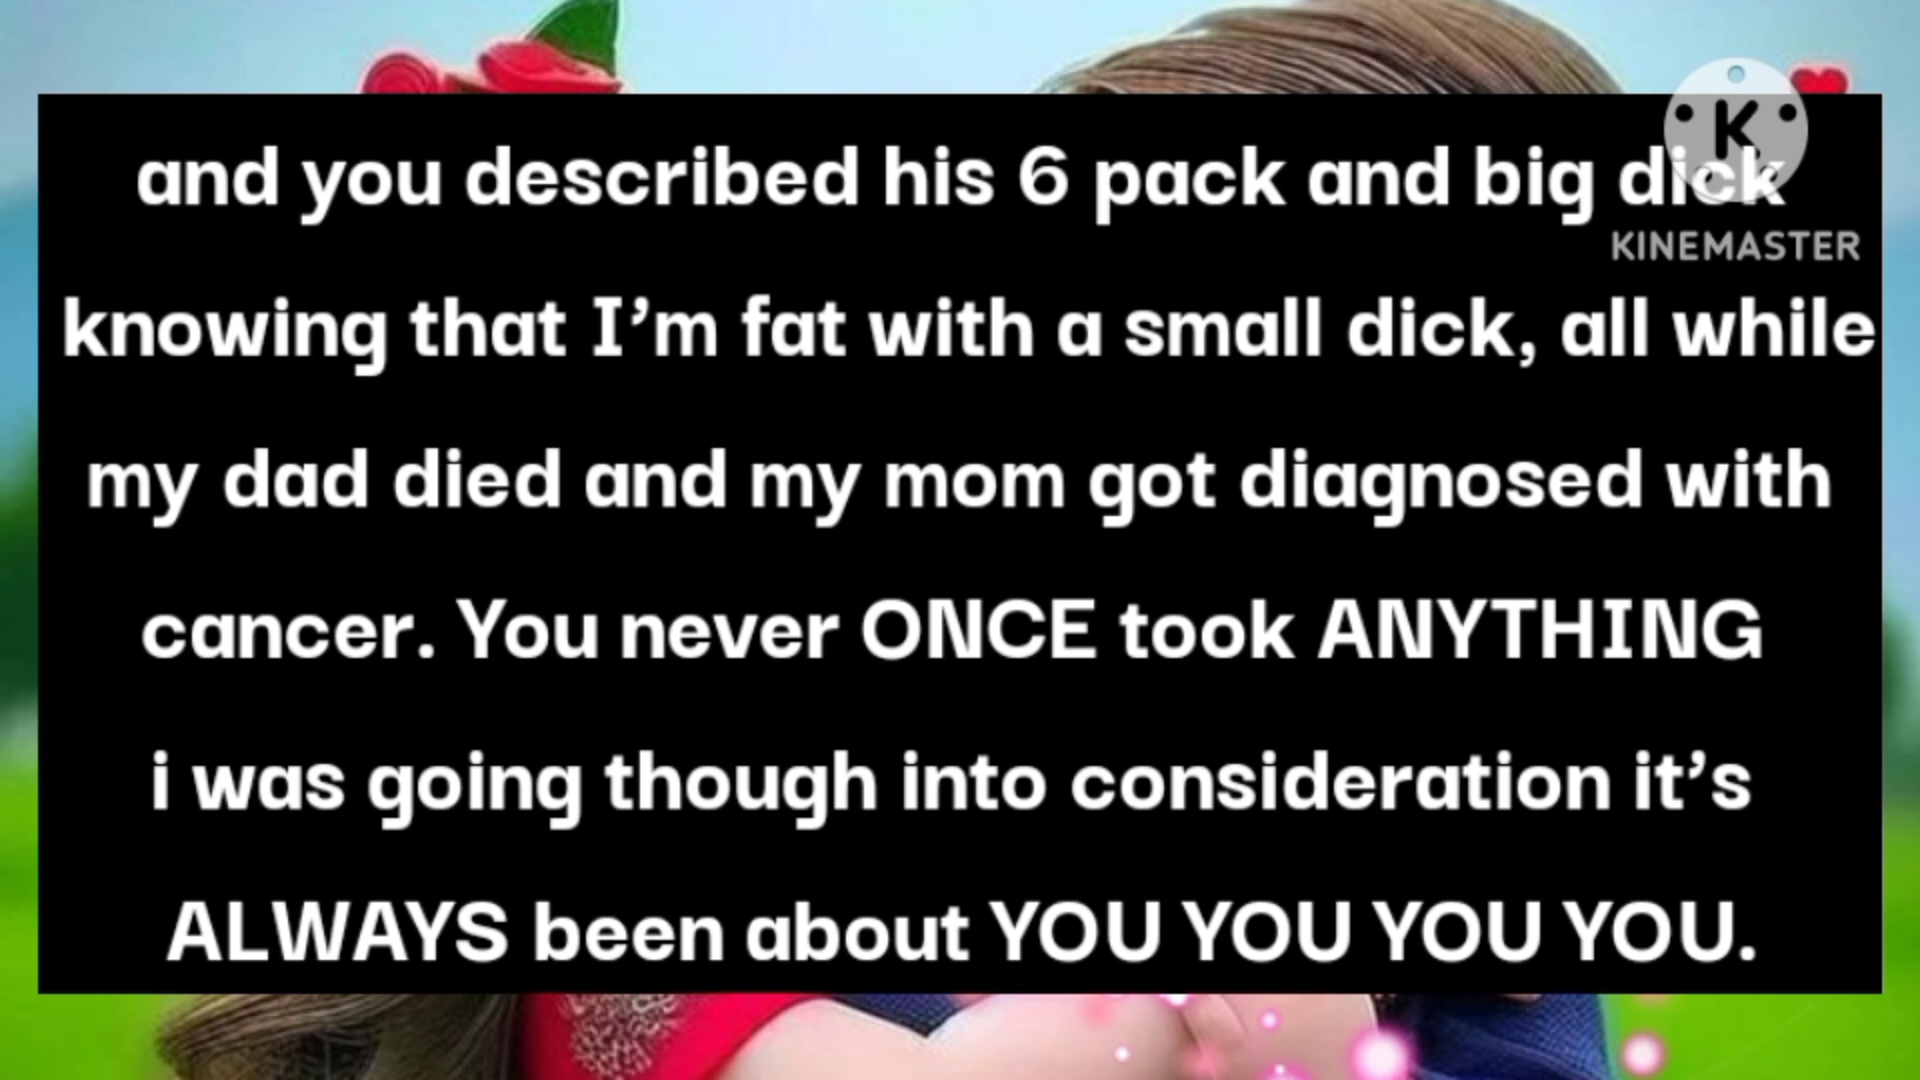 and you described his 6 pack and big dick
KINEMASTER
knowing that I’m fat with a small dick, all while
my dad died and my mom got diagnosed with
cancer. You never ONCE took ANYTHING
i was going though into consideration it’s
ALWAYS been about YOU YOU YOU YOU.